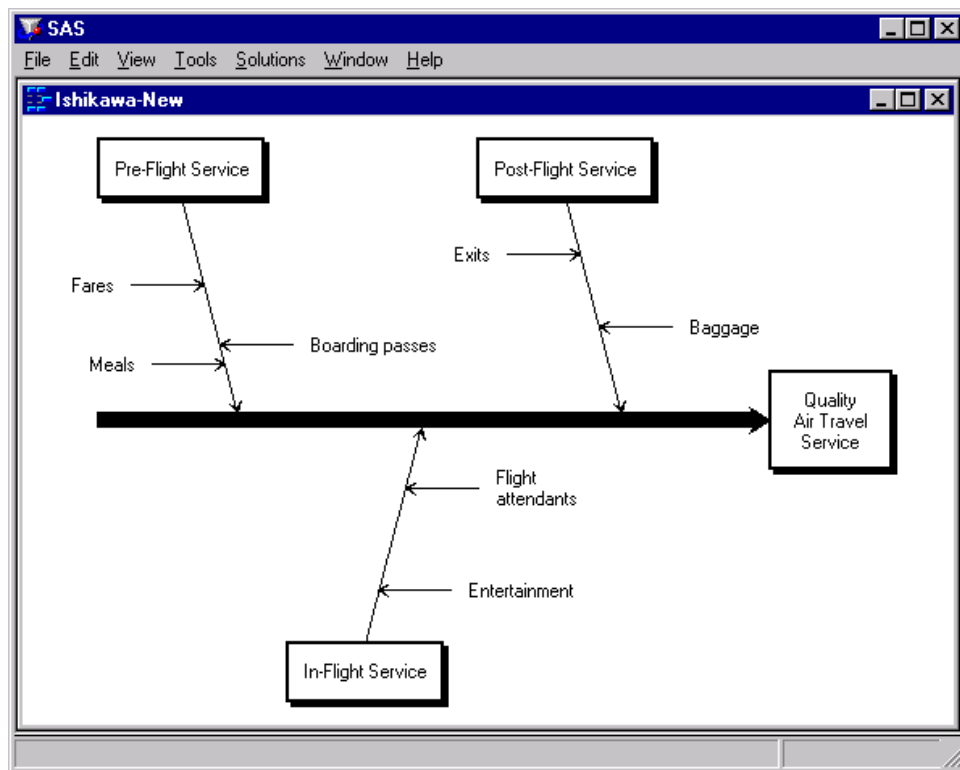 SAS
File Edit View Tools Solutions Window Help
Ishikawa-New
Pre-Flight Service
Post-Flight Service
Exits
Fares
Baggage
Boarding passes
Meals
Quality
Air Travel
Service
Flight
attendants
Entertainment
In-Flight Service